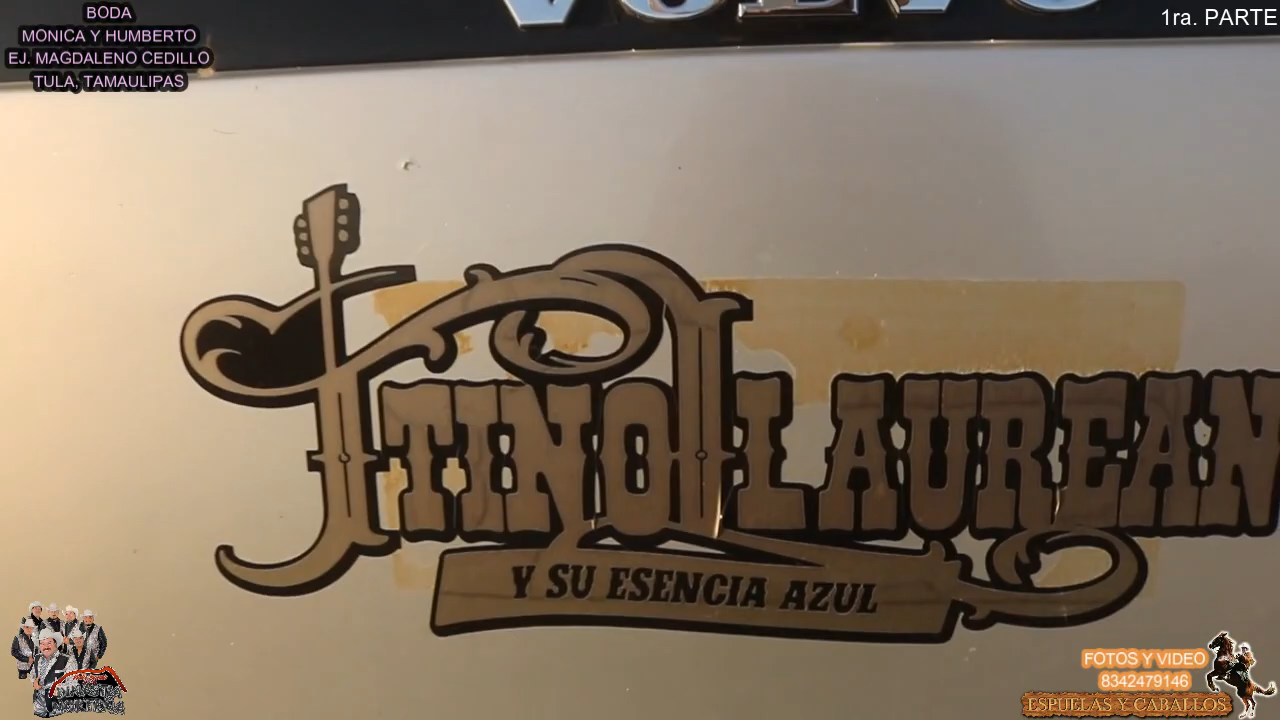 BODA
MONICA Y HUMBERTO
EJ. MAGDALENO CEDILLO
TULA, TAMAULIPAS
1ra. PARTE
VOLVO
TINO LAUREAN
Y SU ESENCIA AZUL
FOTOS Y VIDEO
8342479146
ESPUELAS Y CABALLOS